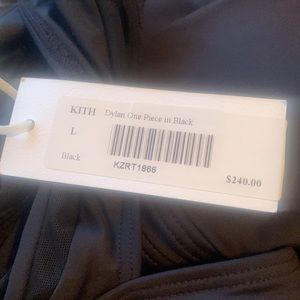 KITH Dylan One Piece in Black
L
Black
KZRT1866
$240.00